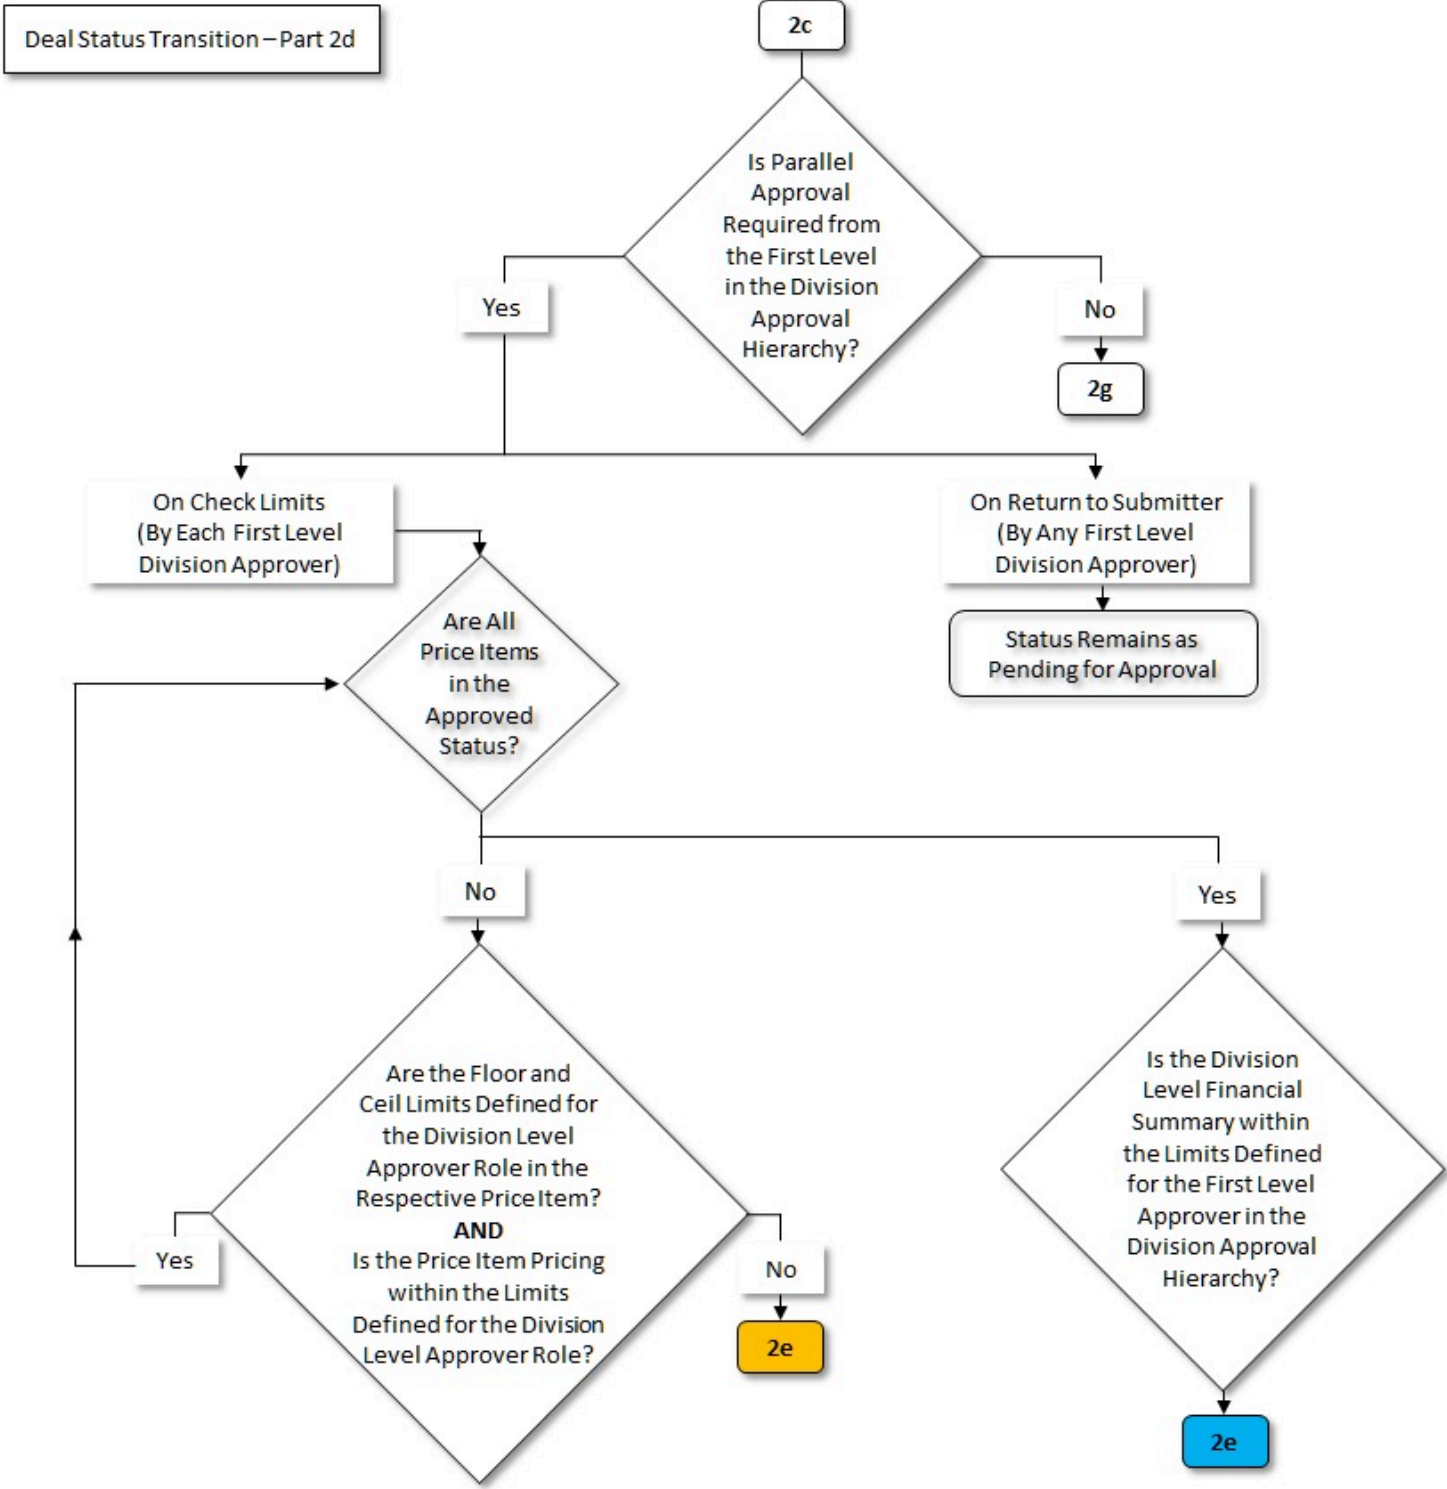 Deal Status Transition – Part 2d
2c
Is Parallel
Approval
Required from
the First Level
in the Division
Approval
Hierarchy?
Yes
No
2g
On Check Limits
(By Each First Level
Division Approver)
On Return to Submitter
(By Any First Level
Division Approver)
Status Remains as
Pending for Approval
Are All
Price Items
in the
Approved
Status?
No
Yes
Are the Floor and
Ceil Limits Defined for
the Division Level
Approver Role in the
Respective Price Item?
AND
Is the Price Item Pricing
within the Limits
Defined for the Division
Level Approver Role?
Yes
No
2e
Is the Division
Level Financial
Summary within
the Limits Defined
for the First Level
Approver in the
Division Approval
Hierarchy?
2e